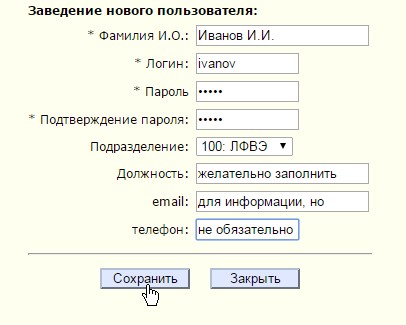 Заведение нового пользователя:
* Фамилия И.О.: Иванов И.И.
* Логин: ivanov
* Пароль •••••
* Подтверждение пароля: •••••
Подразделение: 100: ЛФВЭ
Должность: желательно заполнить
email: для информации, но
телефон: не обязательно
Сохранить Закрыть